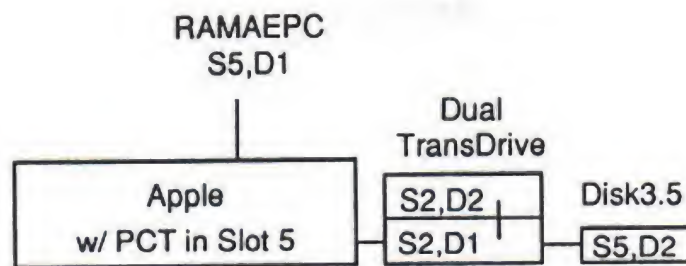 RAMAEPC
S5,D1
Dual
TransDrive
Apple
w/ PCT in Slot 5
S2,D2
S2,D1
Disk3.5
S5,D2